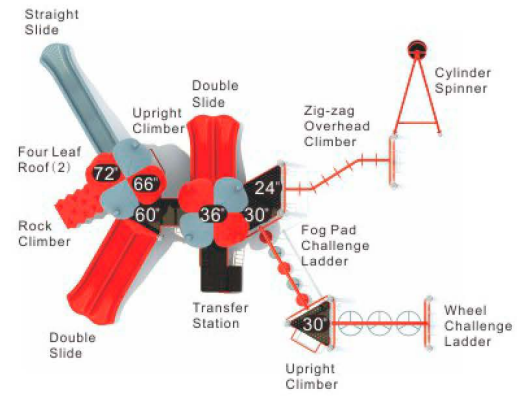 Straight
Slide
Double
Slide
Upright
Climber
Zig-zag
Overhead
Climber
Cylinder
Spinner
Four Leaf
Roof (2)
72"
66"
60"
36"
30"
24"
Rock
Climber
Fog Pad
Challenge
Ladder
Transfer
Station
30"
Wheel
Challenge
Ladder
Double
Slide
Upright
Climber